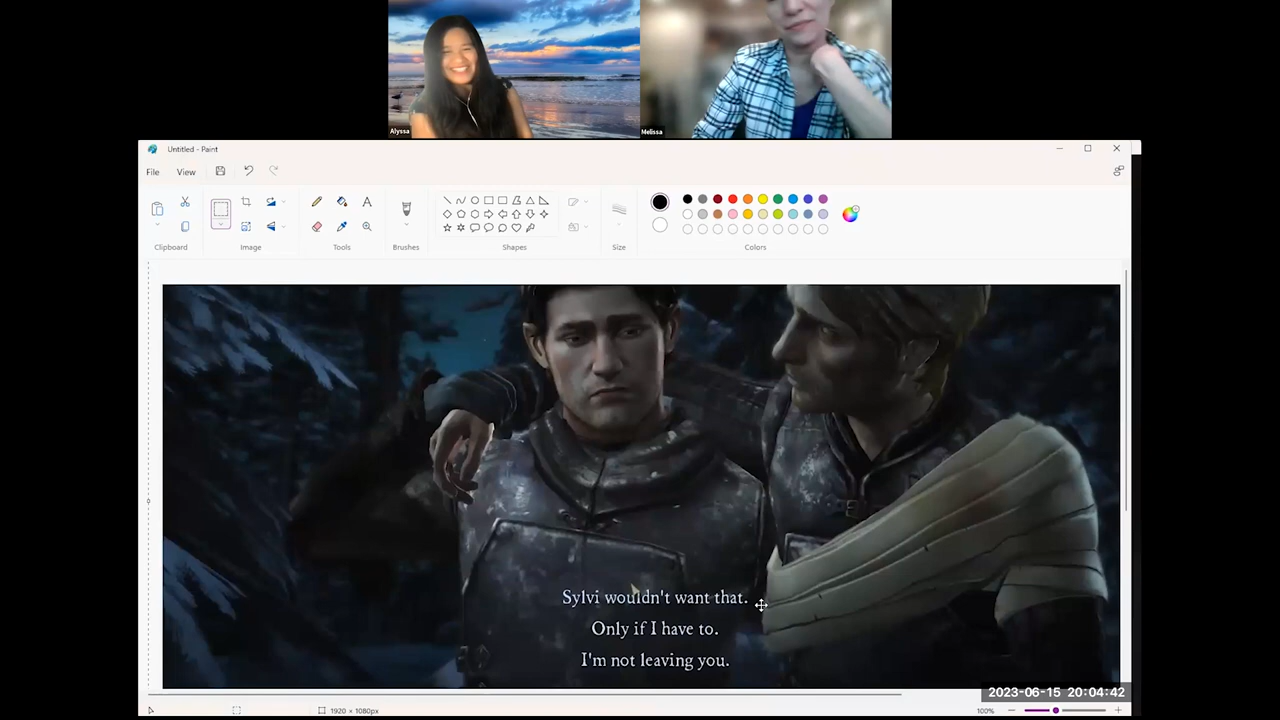 Alyssa
Melissa
Untitled - Paint
File View
Clipboard Image Tools Brushes Shapes Size Colors
Sylvi wouldn't want that.
Only if I have to.
I'm not leaving you.
2023-06-15 20:04:42
1920 × 1080px
100%